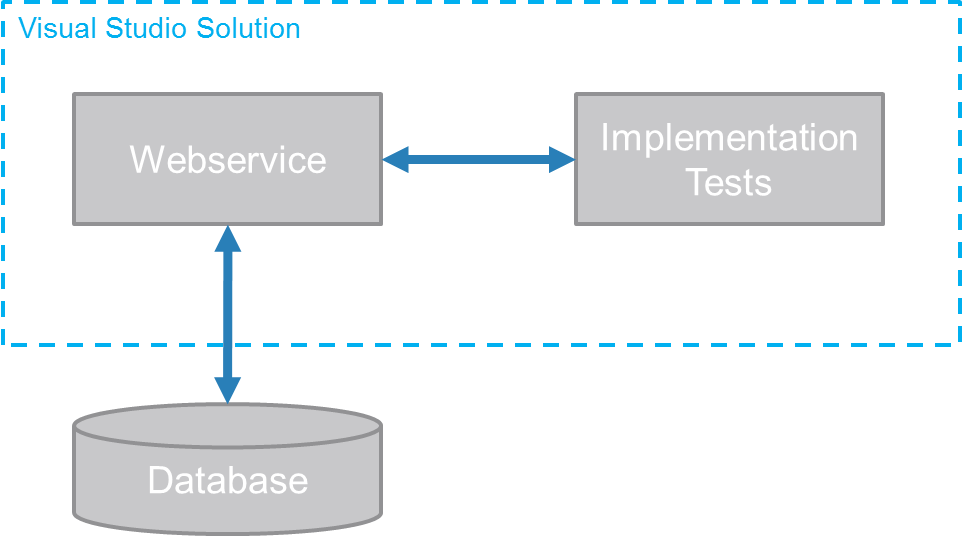 Visual Studio Solution
Webservice
Implementation
Tests
Database